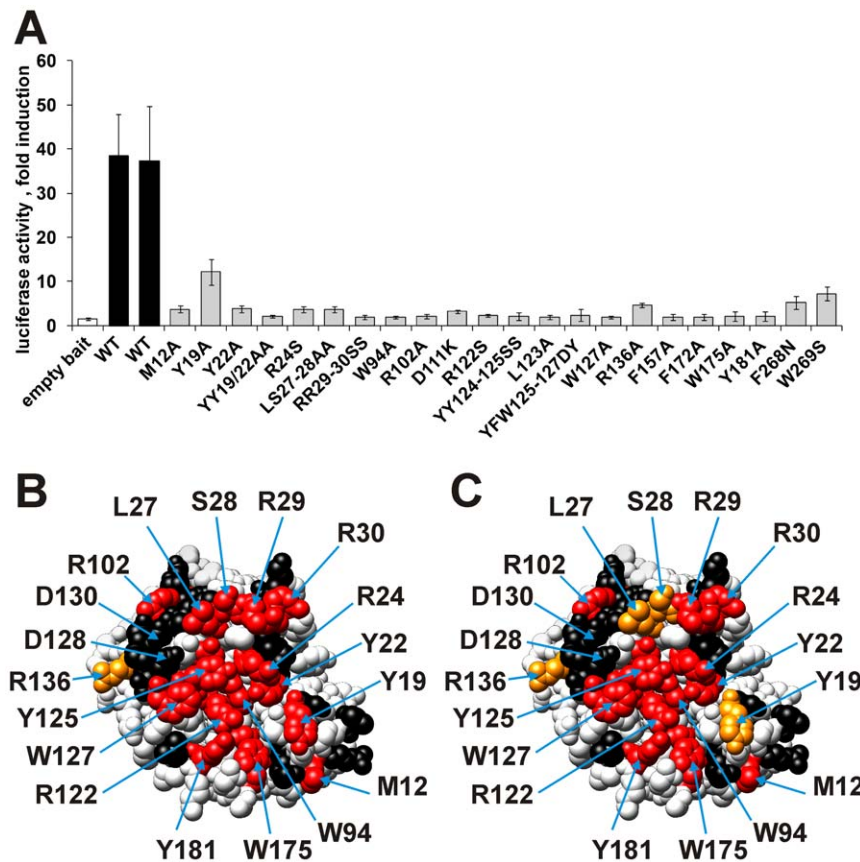 A
luciferase activity , fold induction
60
50
40
30
20
10
0
empty bait
WT
WT
M12A
Y19A
Y22A
YY19/22AA
R24S
LS27-28AA
RR29-30SS
W94A
R102A
D111K
R122S
YY124-125SS
L123A
YFW125-127DY
W127A
R136A
F157A
F172A
W175A
Y181A
F268N
W269S
B
L27
S28
R29
R30
R102
D130
D128
R136
Y125
W127
R122
Y181
W175
W94
M12
Y19
Y22
R24
C
L27
S28
R29
R30
R102
D130
D128
R136
Y125
W127
R122
Y181
W175
W94
M12
Y19
Y22
R24